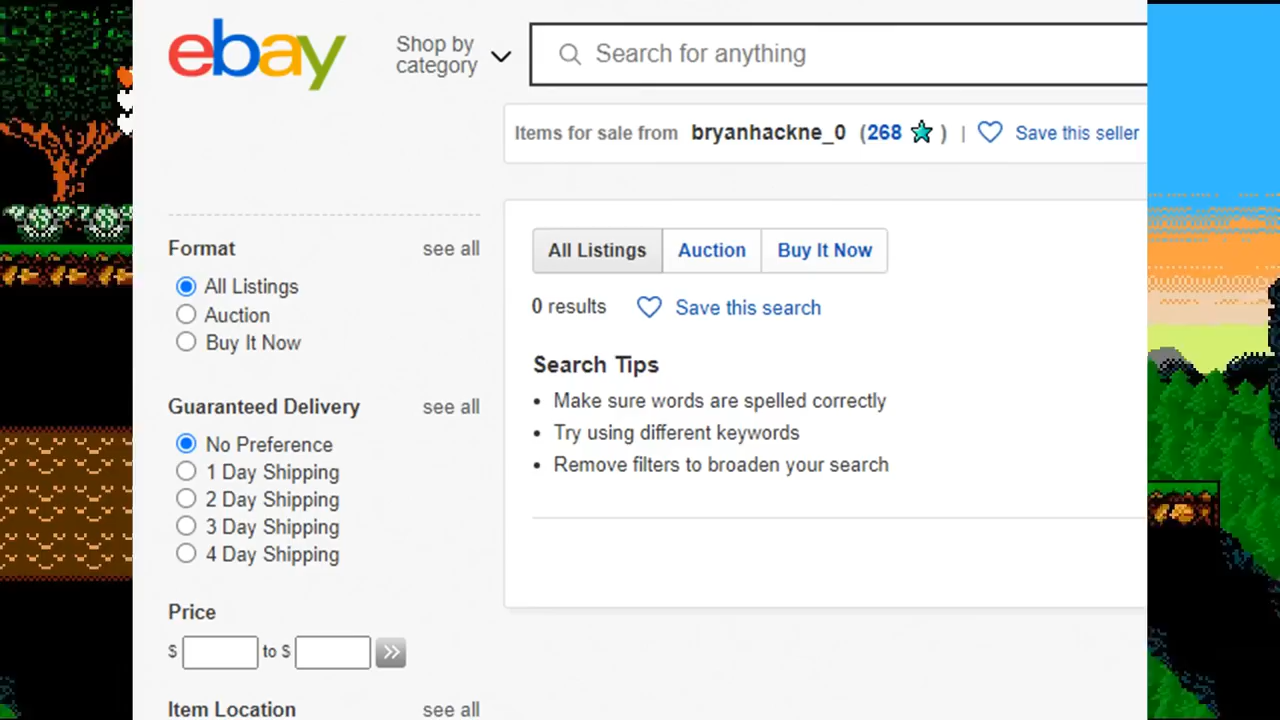 ebay
Shop by
category
Search for anything
Items for sale from bryanhackne_0 (268 ) | Save this seller
Format see all
All Listings
Auction
Buy It Now
Guaranteed Delivery see all
No Preference
1 Day Shipping
2 Day Shipping
3 Day Shipping
4 Day Shipping
Price
$ to $
Item Location see all
All Listings Auction Buy It Now
0 results Save this search
Search Tips
• Make sure words are spelled correctly
• Try using different keywords
• Remove filters to broaden your search